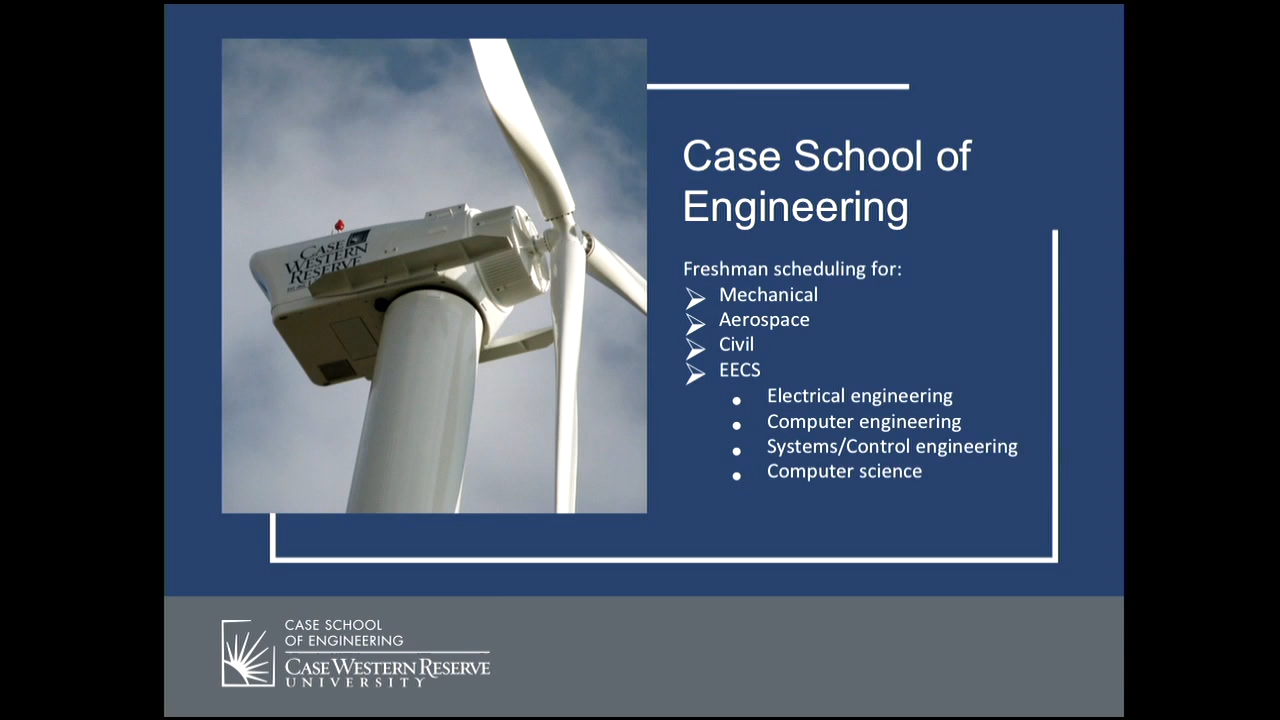 Case School of
Engineering
Freshman scheduling for:
Mechanical
Aerospace
Civil
EECS
Electrical engineering
Computer engineering
Systems/Control engineering
Computer science
CASE
WESTERN
RESERVE
CASE SCHOOL
OF ENGINEERING
CASE WESTERN RESERVE
UNIVERSITY